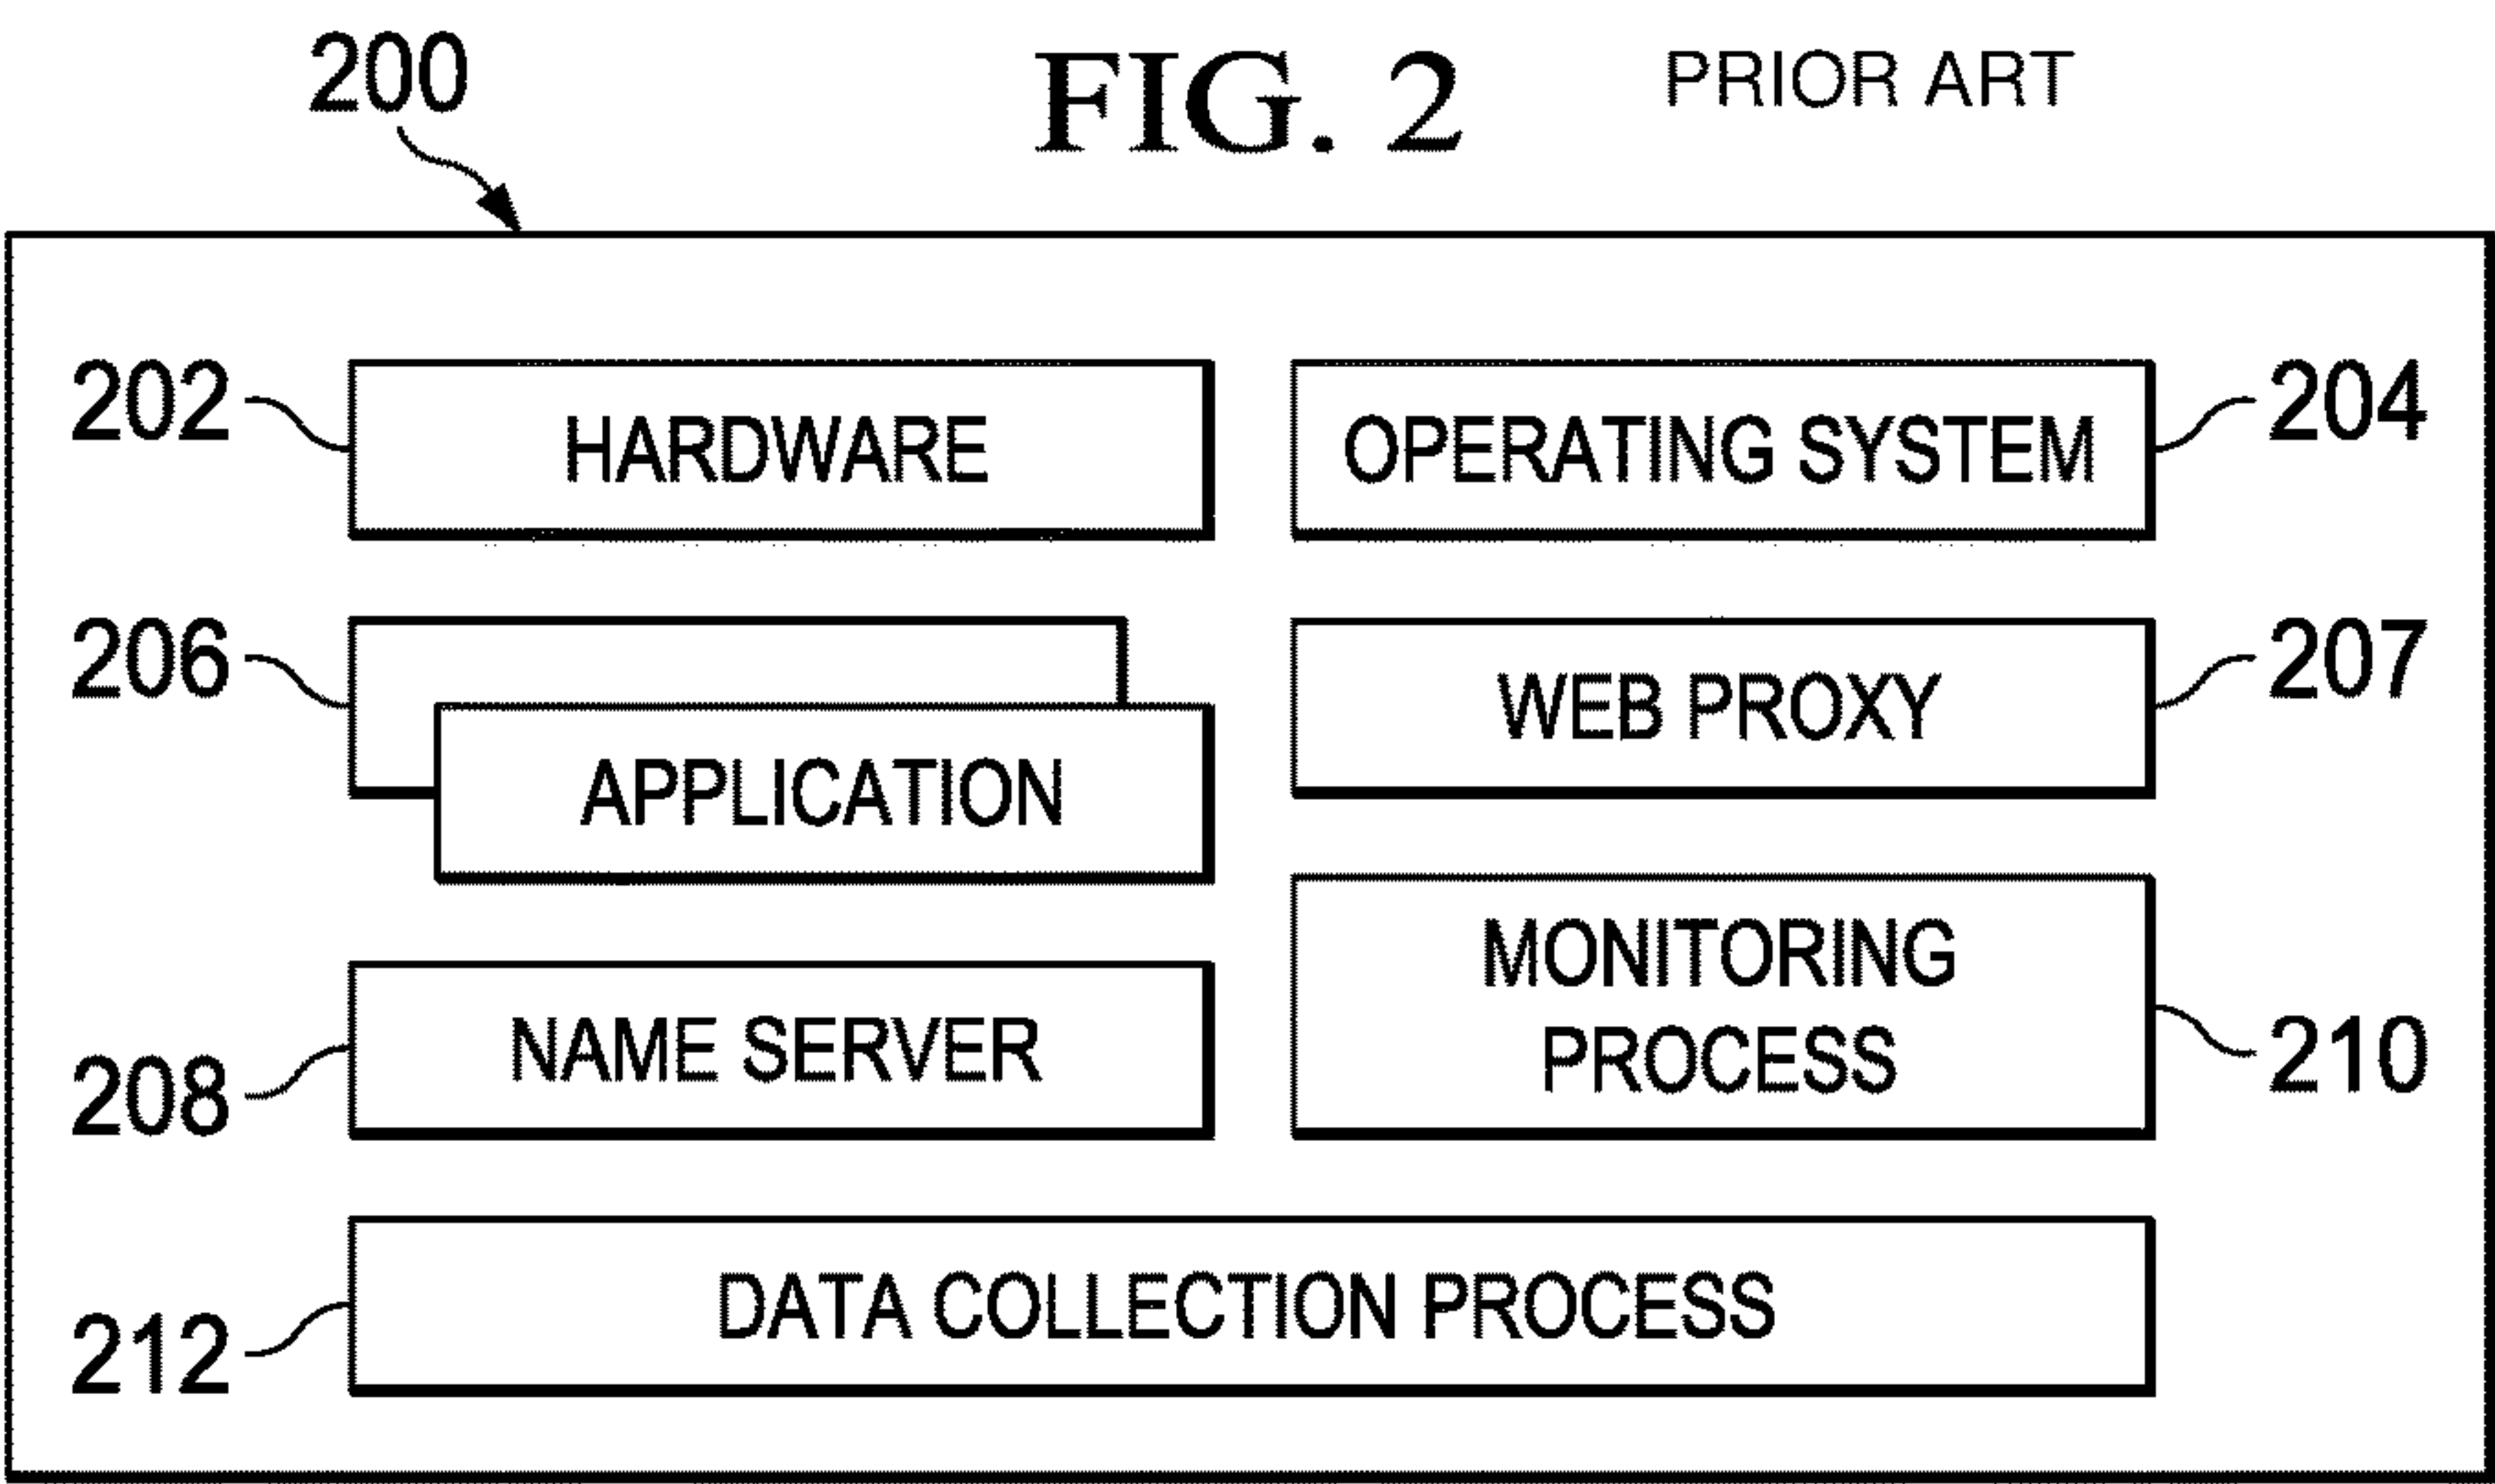 200
FIG. 2
PRIOR ART
202
HARDWARE
OPERATING SYSTEM
204
206
APPLICATION
WEB PROXY
207
208
NAME SERVER
MONITORING
PROCESS
210
212
DATA COLLECTION PROCESS